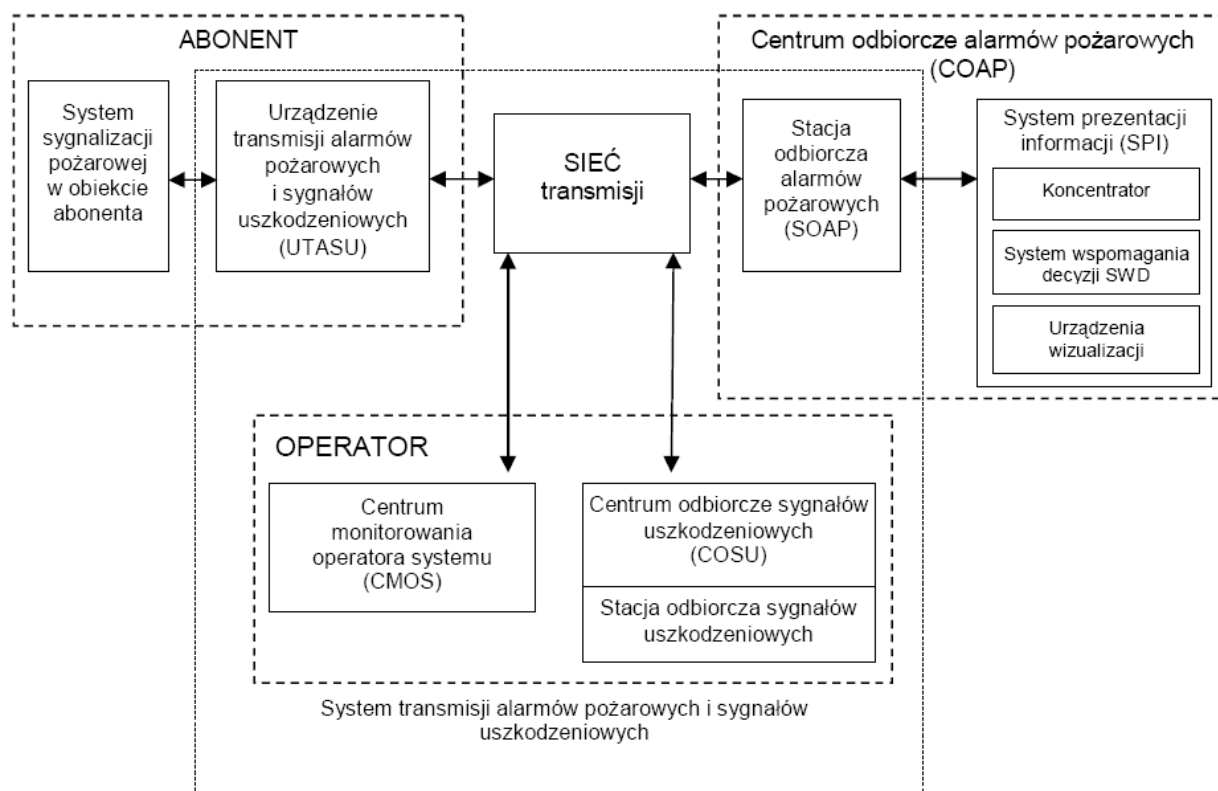 ABONENT
System
sygnalizacji
pożarowej
w obiekcie
abonenta
Urządzenie
transmisji alarmów
pożarowych
i sygnałów
uszkodzeniowych
(UTASU)
SIEĆ
transmisji
Centrum odbiorcze alarmów pożarowych
(COAP)
Stacja
odbiorcza
alarmów
pożarowych
(SOAP)
System prezentacji
informacji (SPI)
Koncentrator
System wspomagania
decyzji SWD
Urządzenia
wizualizacji
OPERATOR
Centrum
monitorowania
operatora systemu
(CMOS)
Centrum odbiorcze sygnałów
uszkodzeniowych
(COSU)
Stacja odbiorcza sygnałów
uszkodzeniowych
System transmisji alarmów pożarowych i sygnałów
uszkodzeniowych